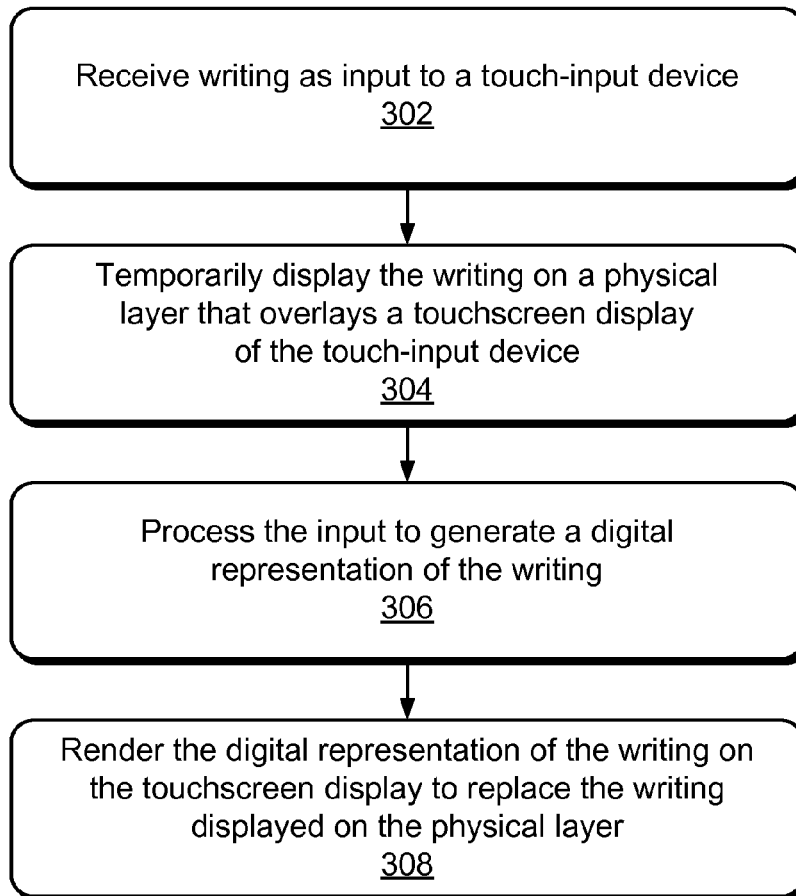 Receive writing as input to a touch-input device
302
Temporarily display the writing on a physical
layer that overlays a touchscreen display
of the touch-input device
304
Process the input to generate a digital
representation of the writing
306
Render the digital representation of the writing on
the touchscreen display to replace the writing
displayed on the physical layer
308